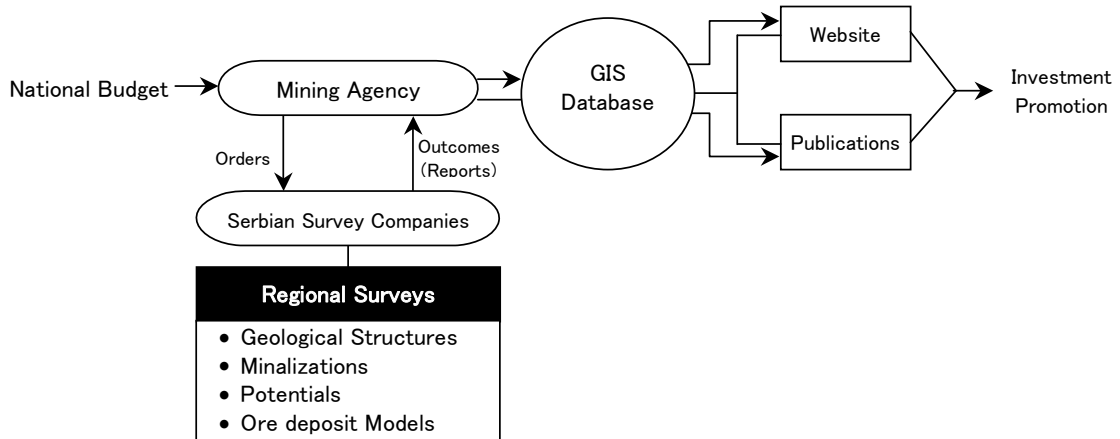 National Budget
Mining Agency
GIS
Database
Website
Publications
Investment
Promotion
Orders
Outcomes
(Reports)
Serbian Survey Companies
Regional Surveys
• Geological Structures
• Minalizations
• Potentials
• Ore deposit Models